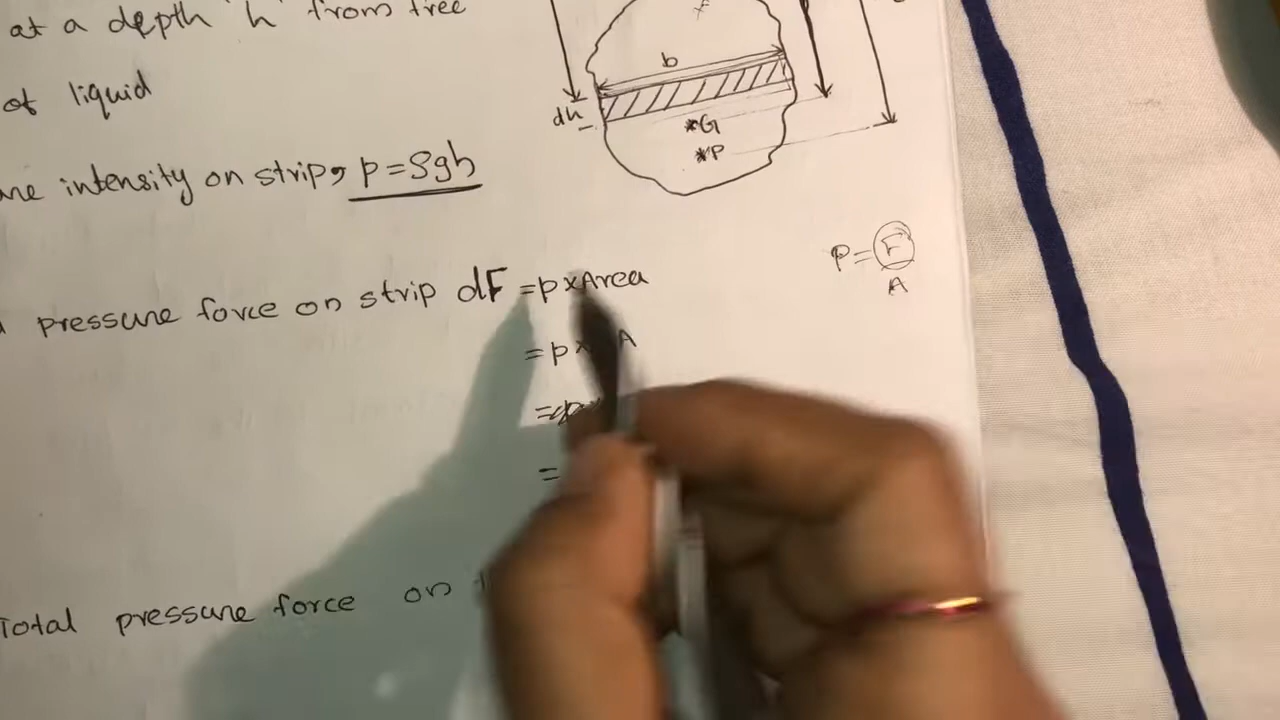 at a depth 'h' from free
of liquid
intensity on strip, p = ρgh
pressure force on strip dF = p x Area
= p x A
=
=
Total pressure force on
b
dh
*G
*P
P = F
A